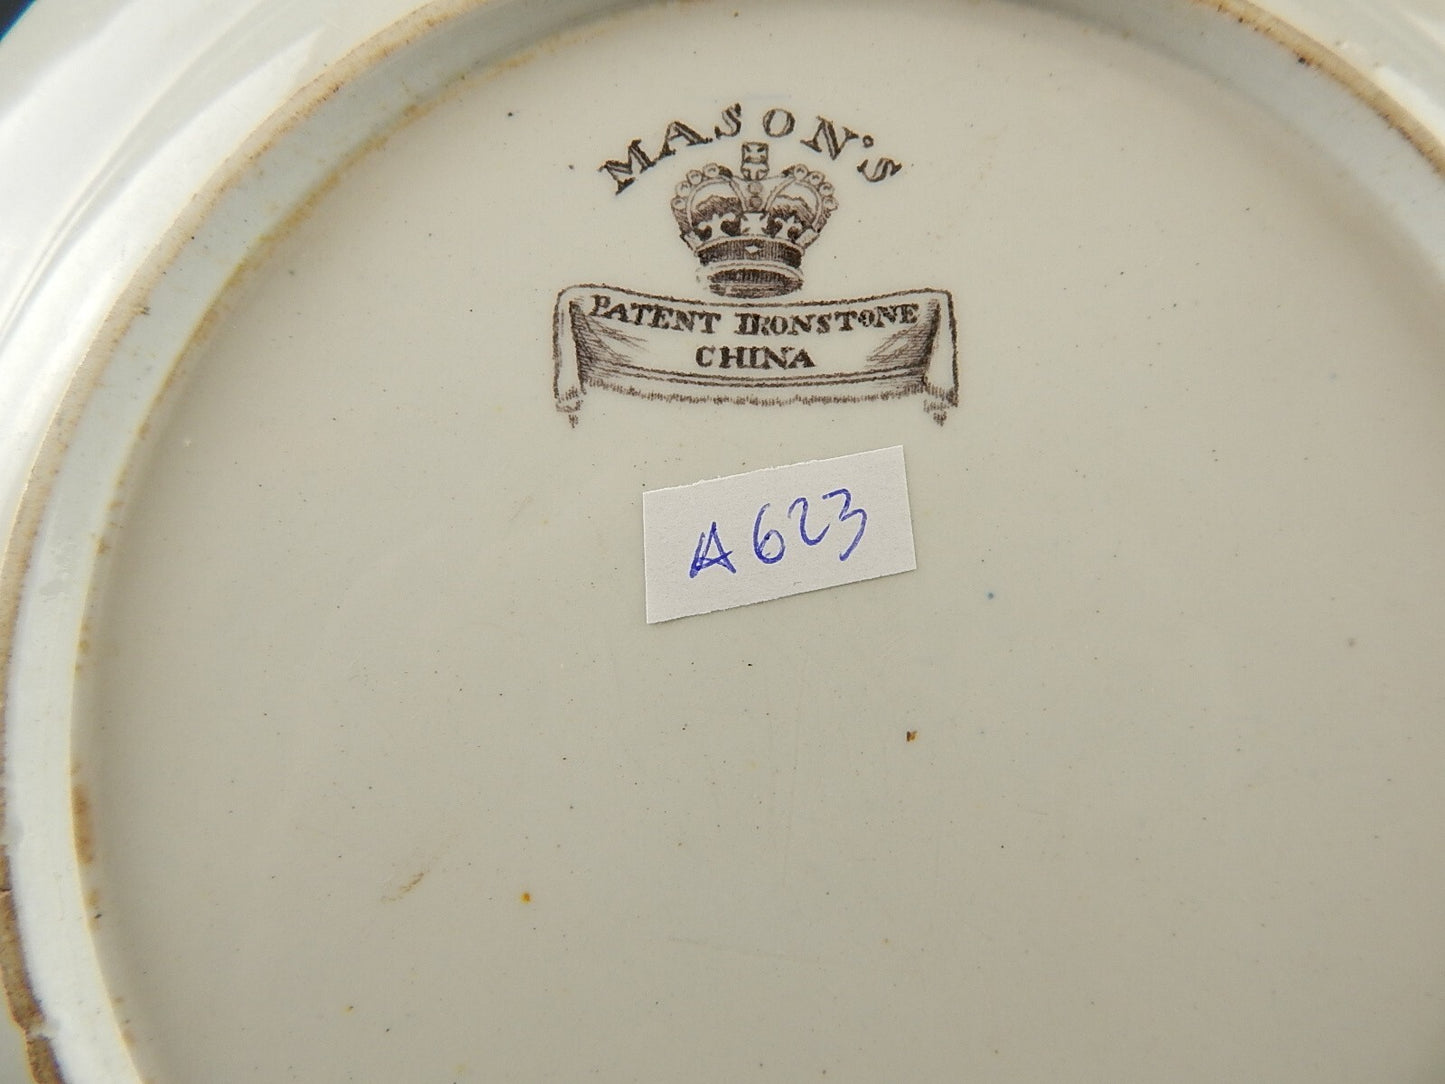 MASON'S
PATENT IRONSTONE
CHINA
A623